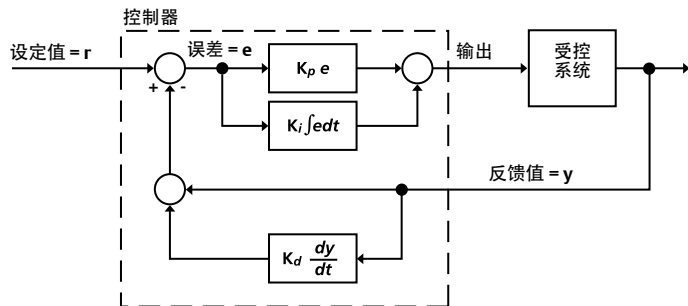 控制器
设定值 = r
误差 = e
K_p e
输出
受控
系统
+ -
K_i ∫edt
反馈值 = y
K_d dy/dt